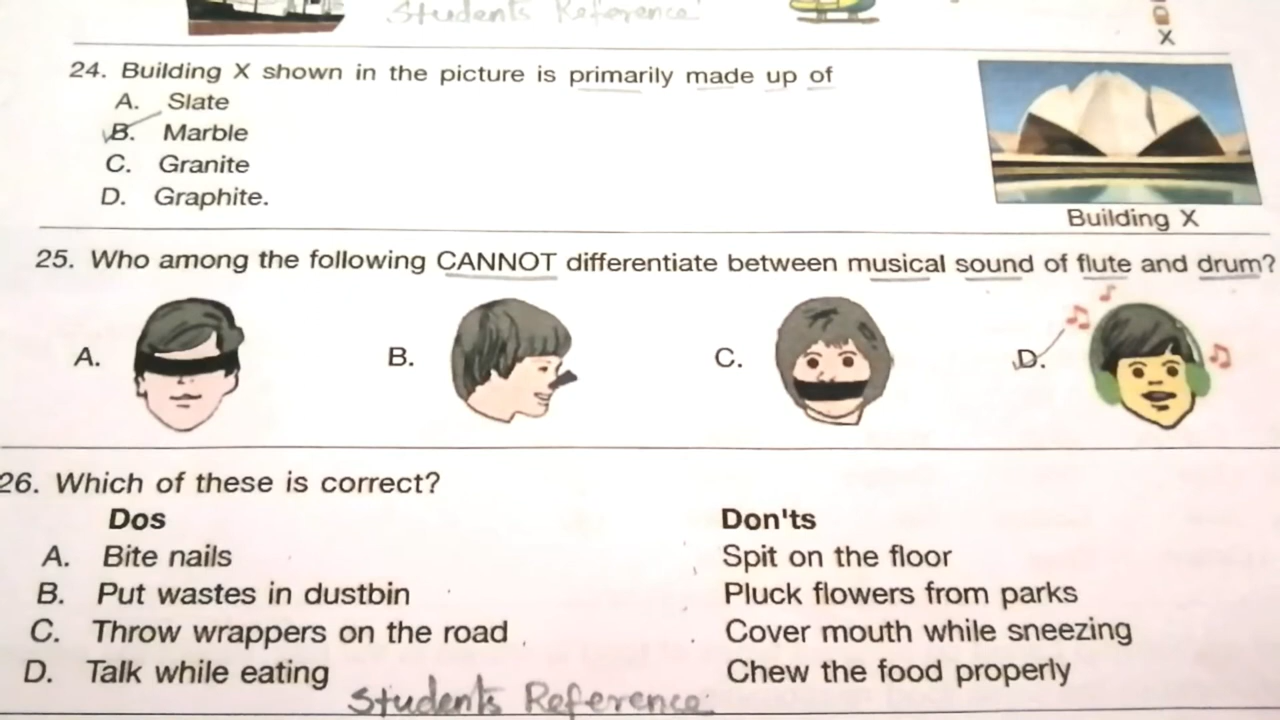 Students Reference
X
24. Building X shown in the picture is primarily made up of
A. Slate
B. Marble
C. Granite
D. Graphite.
Building X
25. Who among the following CANNOT differentiate between musical sound of flute and drum?
A. B. C. D.
26. Which of these is correct?
Dos Don'ts
A. Bite nails Spit on the floor
B. Put wastes in dustbin Pluck flowers from parks
C. Throw wrappers on the road Cover mouth while sneezing
D. Talk while eating Chew the food properly
Students Reference